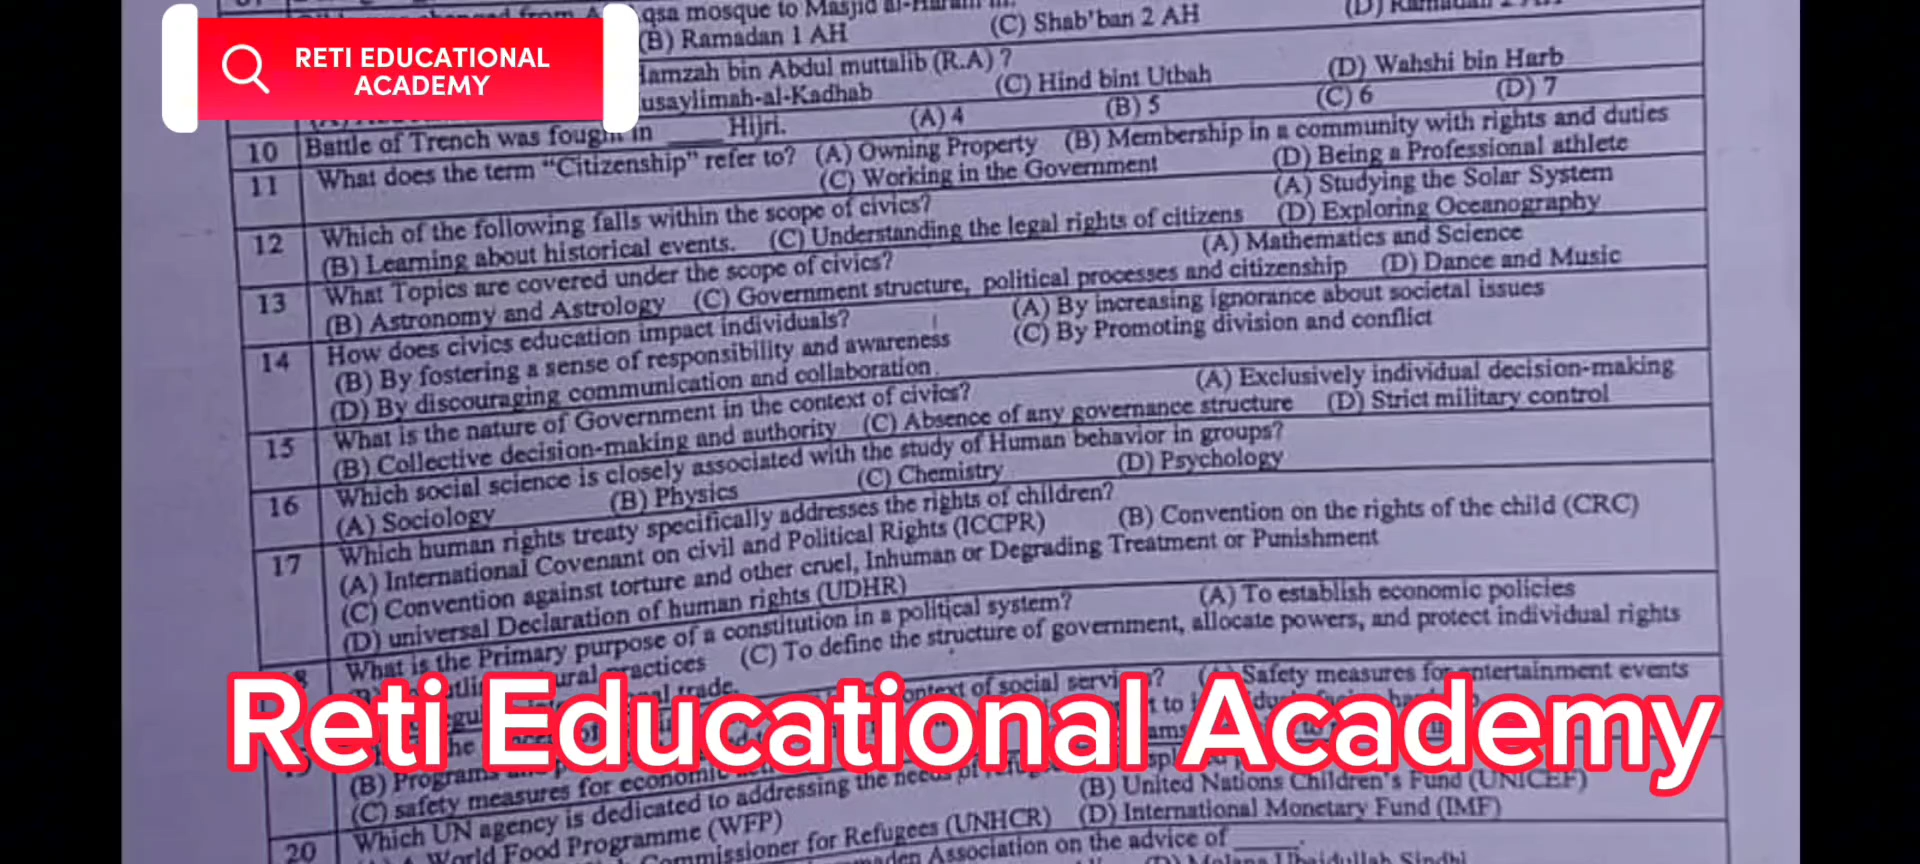 RETI EDUCATIONAL
ACADEMY
qsa mosque to Masjid al-Haram in:
(B) Ramadan 1 AH (C) Shab'ban 2 AH
Hamzah bin Abdul muttalib (R.A) ?
usaylimah-al-Kadhab (C) Hind bint Utbah (D) Wahshi bin Harb
10 Battle of Trench was fought in ____ Hijri. (A) 4 (B) 5 (C) 6 (D) 7
11 What does the term "Citizenship" refer to? (A) Owning Property (B) Membership in a community with rights and duties
(C) Working in the Government (D) Being a Professional athlete
12 Which of the following falls within the scope of civics? (A) Studying the Solar System
(B) Learning about historical events. (C) Understanding the legal rights of citizens (D) Exploring Oceanography
13 What Topics are covered under the scope of civics? (A) Mathematics and Science
(B) Astronomy and Astrology (C) Government structure, political processes and citizenship (D) Dance and Music
14 How does civics education impact individuals? (A) By increasing ignorance about societal issues
(B) By fostering a sense of responsibility and awareness (C) By Promoting division and conflict
(D) By discouraging communication and collaboration.
15 What is the nature of Government in the context of civics? (A) Exclusively individual decision-making
(B) Collective decision-making and authority (C) Absence of any governance structure (D) Strict military control
16 Which social science is closely associated with the study of Human behavior in groups?
(A) Sociology (B) Physics (C) Chemistry (D) Psychology
17 Which human rights treaty specifically addresses the rights of children?
(A) International Covenant on civil and Political Rights (ICCPR) (B) Convention on the rights of the child (CRC)
(C) Convention against torture and other cruel, Inhuman or Degrading Treatment or Punishment
(D) universal Declaration of human rights (UDHR)
What is the Primary purpose of a constitution in a political system? (A) To establish economic policies
practices (C) To define the structure of government, allocate powers, and protect individual rights
trade.
context of social services? Safety measures for entertainment events
Reti Educational Academy
(B) Programs
(C) safety measures for economic
20 Which UN agency is dedicated to addressing the needs of
World Food Programme (WFP) (B) United Nations Children's Fund (UNICEF)
Commissioner for Refugees (UNHCR) (D) International Monetary Fund (IMF)
Association on the advice of ____.
Ubaidullah Sindhi